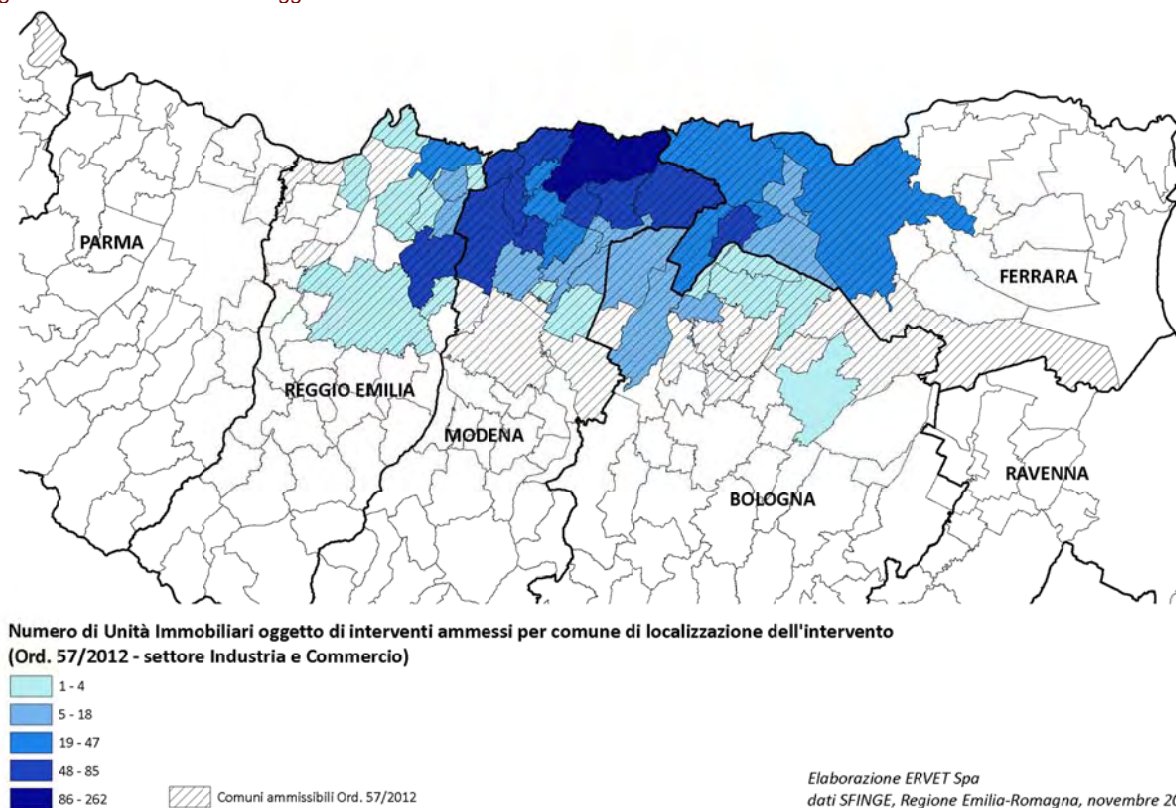 PARMA
FERRARA
REGGIO EMILIA
MODENA
RAVENNA
BOLOGNA
Numero di Unità Immobiliari oggetto di interventi ammessi per comune di localizzazione dell'intervento
(Ord. 57/2012 - settore Industria e Commercio)
1 - 4
5 - 18
19 - 47
48 - 85
86 - 262
Comuni ammissibili Ord. 57/2012
Elaborazione ERVET Spa
dati SFINGE, Regione Emilia-Romagna, novembre